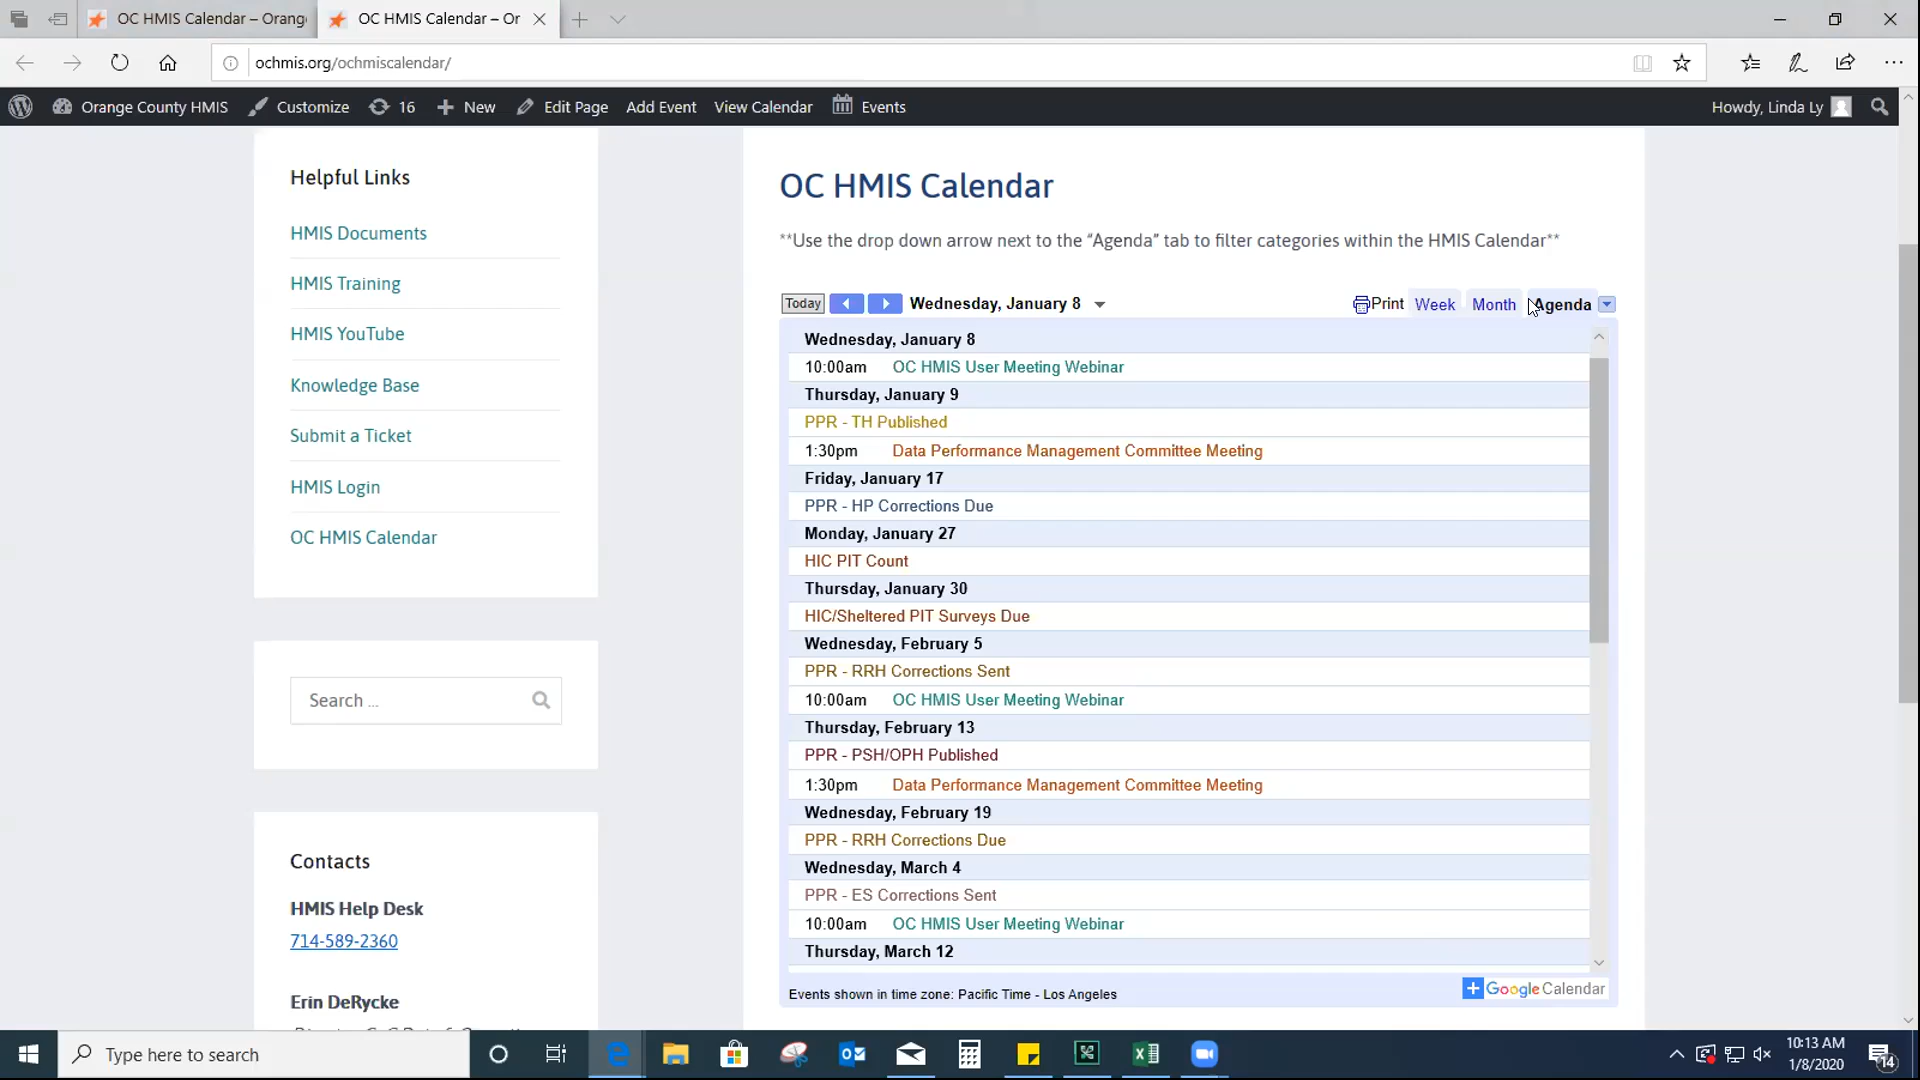 OC HMIS Calendar – Orang
OC HMIS Calendar – Or
ochmis.org/ochmiscalendar/
Orange County HMIS
Customize
16
New
Edit Page
Add Event
View Calendar
Events
Howdy, Linda Ly
Helpful Links
HMIS Documents
HMIS Training
HMIS YouTube
Knowledge Base
Submit a Ticket
HMIS Login
OC HMIS Calendar
Search ...
Contacts
HMIS Help Desk
714-589-2360
Erin DeRycke
OC HMIS Calendar
**Use the drop down arrow next to the “Agenda” tab to filter categories within the HMIS Calendar**
Today
Wednesday, January 8
Print
Week
Month
Agenda
Wednesday, January 8
10:00am OC HMIS User Meeting Webinar
Thursday, January 9
PPR - TH Published
1:30pm Data Performance Management Committee Meeting
Friday, January 17
PPR - HP Corrections Due
Monday, January 27
HIC PIT Count
Thursday, January 30
HIC/Sheltered PIT Surveys Due
Wednesday, February 5
PPR - RRH Corrections Sent
10:00am OC HMIS User Meeting Webinar
Thursday, February 13
PPR - PSH/OPH Published
1:30pm Data Performance Management Committee Meeting
Wednesday, February 19
PPR - RRH Corrections Due
Wednesday, March 4
PPR - ES Corrections Sent
10:00am OC HMIS User Meeting Webinar
Thursday, March 12
Events shown in time zone: Pacific Time - Los Angeles
Google Calendar
Type here to search
10:13 AM
1/8/2020
14